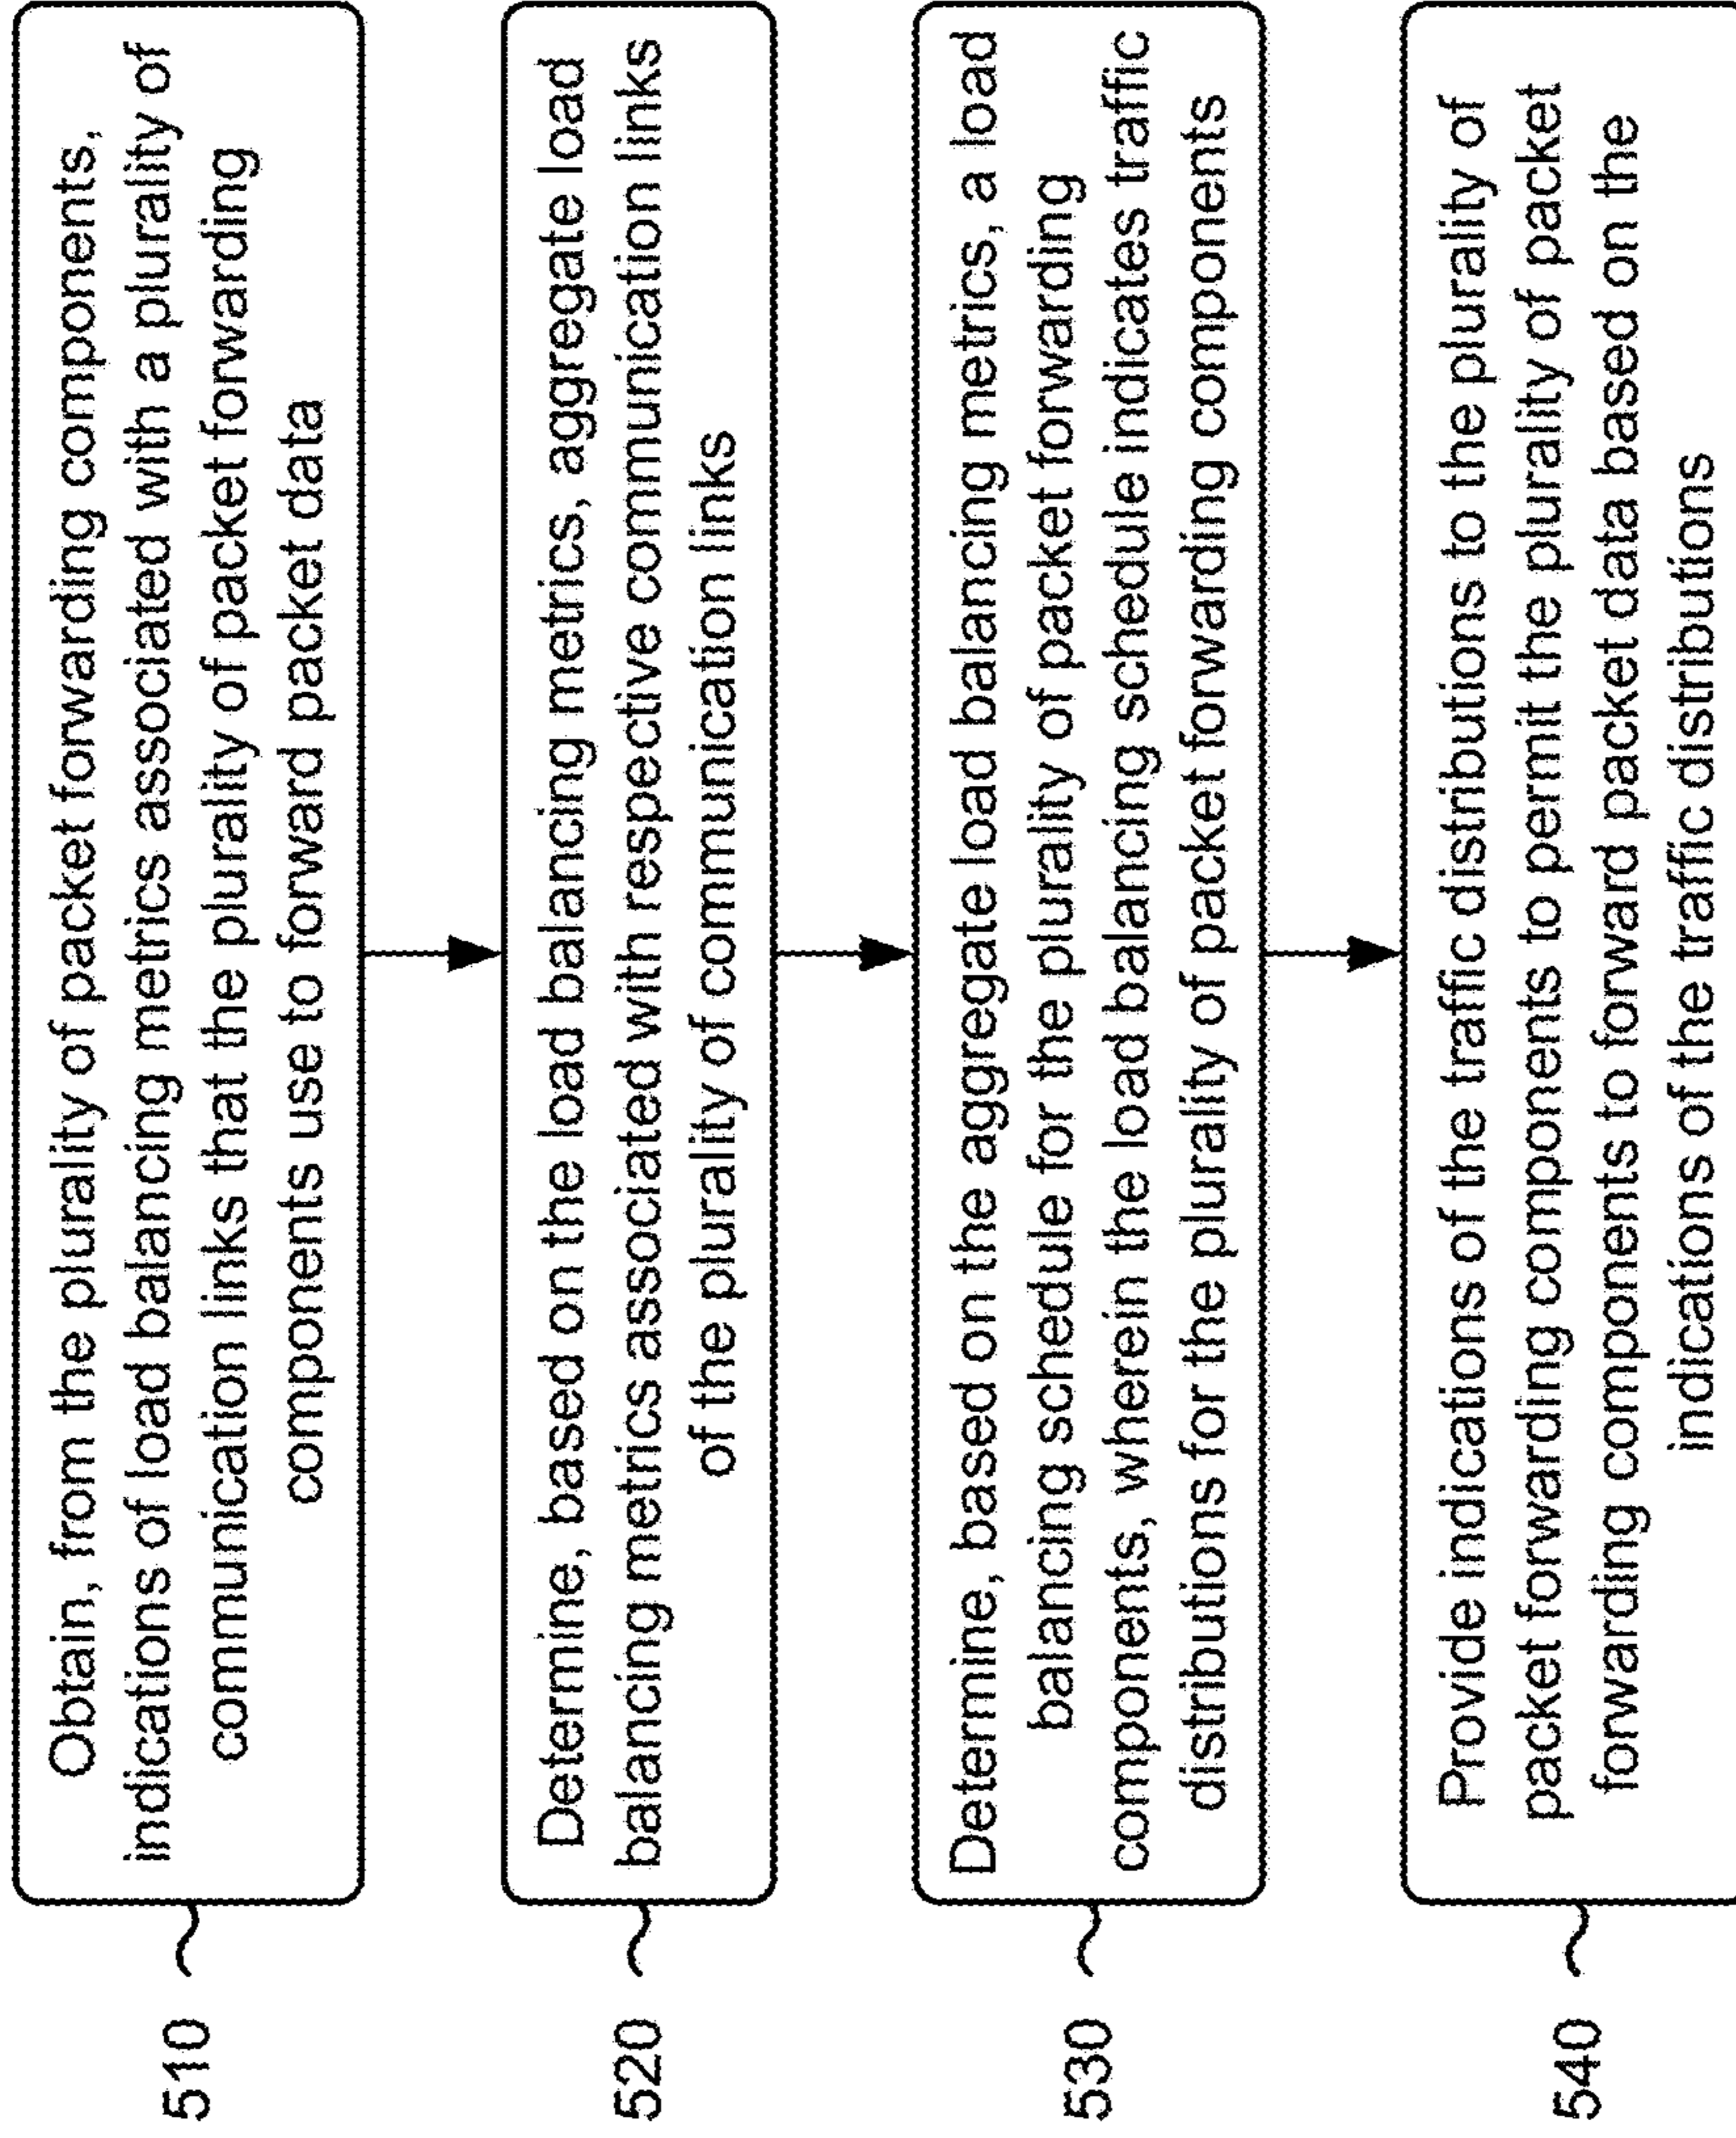 510
Obtain, from the plurality of packet forwarding components,
indications of load balancing metrics associated with a plurality of
communication links that the plurality of packet forwarding
components use to forward packet data
520
Determine, based on the load balancing metrics, aggregate load
balancing metrics associated with respective communication links
of the plurality of communication links
530
Determine, based on the aggregate load balancing metrics, a load
balancing schedule for the plurality of packet forwarding
components, wherein the load balancing schedule indicates traffic
distributions for the plurality of packet forwarding components
540
Provide indications of the traffic distributions to the plurality of
packet forwarding components to permit the plurality of packet
forwarding components to forward packet data based on the
indications of the traffic distributions